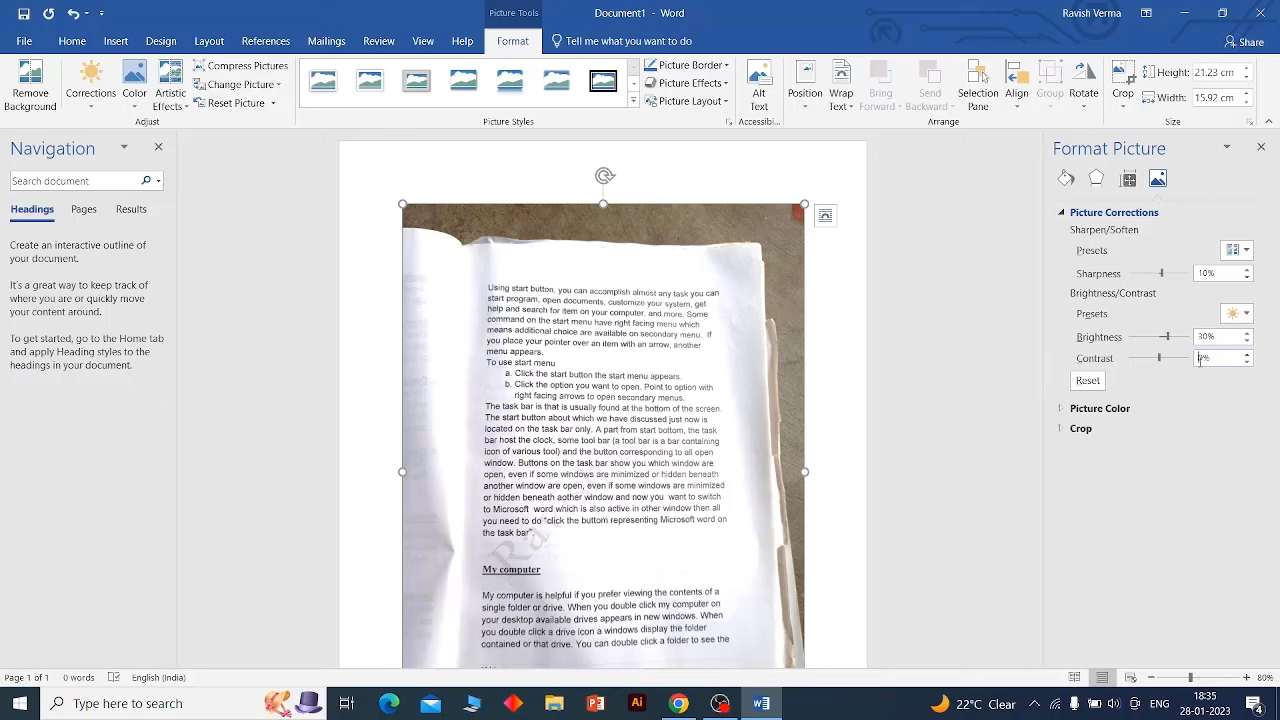 Picture Tools
Ravish Verma
File Home Insert Design Layout References Mailings Review View Help Format Tell me what you want to do Share
Remove Background
Corrections
Color
Artistic Effects
Compress Pictures
Change Pictures
Reset Picture
Picture Border
Picture Effects
Picture Layout
Alt Text
Position
Wrap Text
Bring Forward
Send Backward
Selection Pane
Align
Group
Rotate
Crop
Height: 21.23 cm
Width: 15.92 cm
Adjust
Picture Styles
Accessibi...
Arrange
Size
Navigation
Search document
Headings Pages Results
Create an interactive outline of
your document.
It's a great way to keep track of
where you are or quickly move
your content around.
To get started, go to the Home tab
and apply Heading styles to the
headings in your document.
Using start button, you can accomplish almost any task you can
start program, open documents, customize your system, get
help and search for item on your computer, and more. Some
command on the start menu have right facing menu which
means additional choice are available on secondary menu. If
you place your pointer over an item with an arrow, another
menu appears.
To use start menu
a. Click the start button the start menu appears.
b. Click the option you want to open. Point to option with
right facing arrows to open secondary menus.
The task bar is that is usually found at the bottom of the screen.
The start button about which we have discussed just now is
located on the task bar only. A part from start bottom, the task
bar host the clock, some tool bar (a tool bar is a bar containing
icon of various tool) and the button corresponding to all open
window. Buttons on the task bar show you which window are
open, even if some windows are minimized or hidden beneath
another window are open, even if some windows are minimized
or hidden beneath aother window and now you want to switch
to Microsoft word which is also active in other window then all
you need to do "click the buttom representing Microsoft word on
the task bar".
Ra
My computer
My computer is helpful if you prefer viewing the contents of a
single folder or drive. When you double click my computer on
your desktop available drives appears in new windows. When
you double click a drive icon a windows display the folder
contained or that drive. You can double click a folder to see the
Format Picture
Picture Corrections
Sharpen/Soften
Presets
Sharpness 10%
Brightness/Contrast
Presets
Brightness 30%
Contrast
Reset
Picture Color
Crop
Page 1 of 1 0 words English (India) 80%
Type here to search
22°C Clear
ENG
18:35
28-01-2023